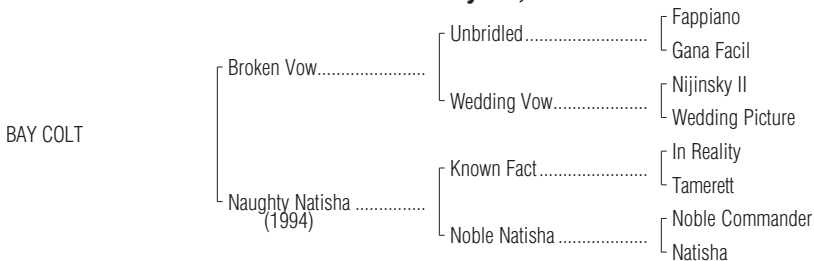 Fappiano
Unbridled
Gana Facil
Broken Vow
Nijinsky II
Wedding Vow
Wedding Picture
BAY COLT
In Reality
Known Fact
Tamerett
Naughty Natisha
(1994)
Noble Commander
Noble Natisha
Natisha